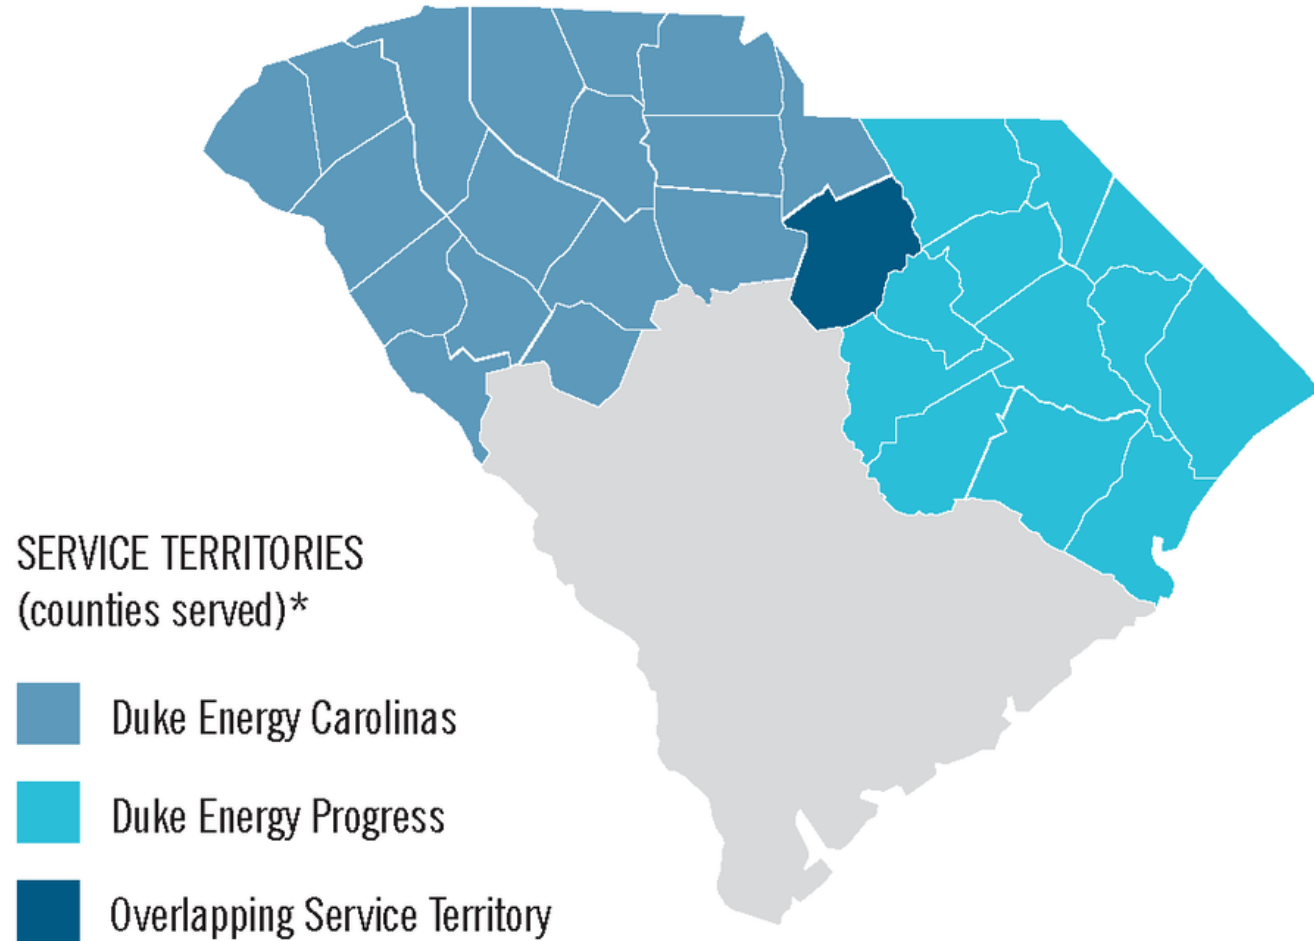 SERVICE TERRITORIES
(counties served)*
Duke Energy Carolinas
Duke Energy Progress
Overlapping Service Territory